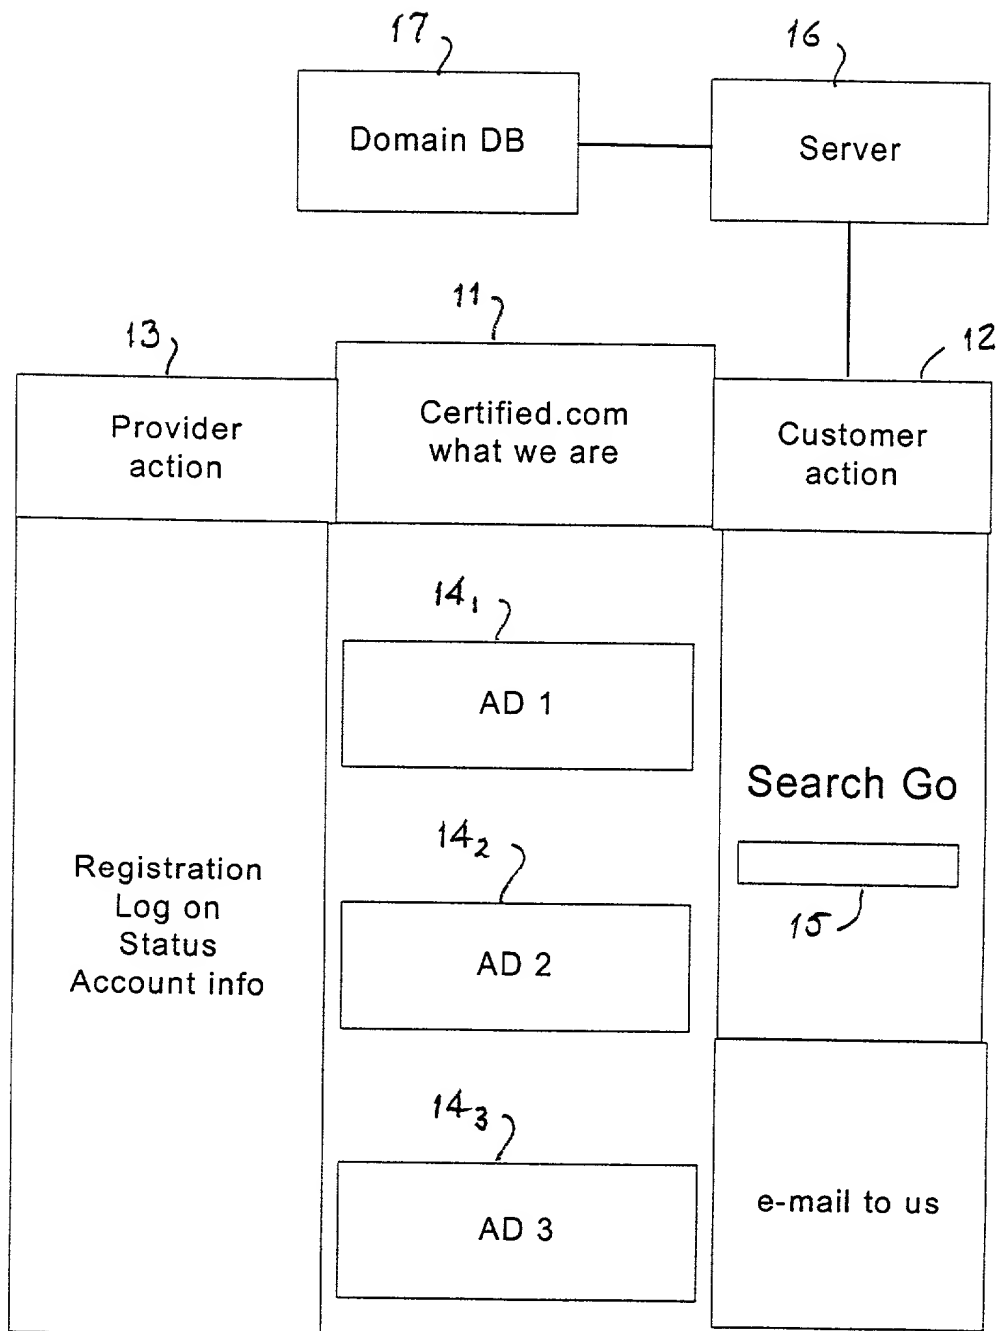 17
16
Domain DB
Server
11
13
12
Provider
action
Certified.com
what we are
Customer
action
14₁
AD 1
Search Go
14₂
15
Registration
Log on
Status
Account info
AD 2
14₃
AD 3
e-mail to us